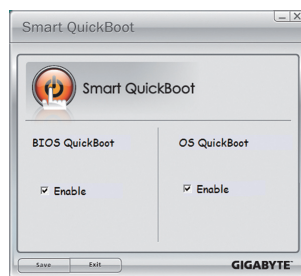 Smart QuickBoot
Smart QuickBoot
BIOS QuickBoot
OS QuickBoot
Enable
Enable
Save
Exit
GIGABYTE